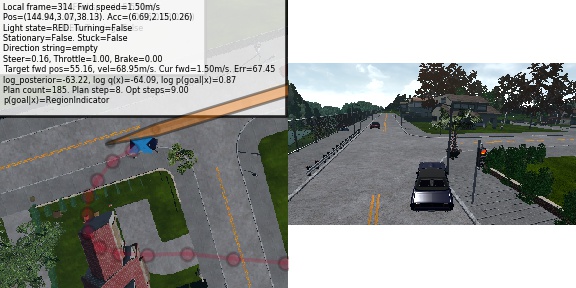 Local frame=314. Fwd speed=1.50m/s
Pos=(144.94,3.07,38.13). Acc=(6.69,2.15,0.26)
Light state=RED. Turning=False
Stationary=False. Stuck=False
Direction string=empty
Steer=0.16, Throttle=1.00, Brake=0.00
Target fwd pos=55.16, vel=68.95m/s. Cur fwd=1.50m/s. Err=67.45
log_posterior=-63.22, log q(x)=-64.09, log p(goal|x)=0.87
Plan count=185. Plan step=8. Opt steps=9.00
p(goal|x)=RegionIndicator